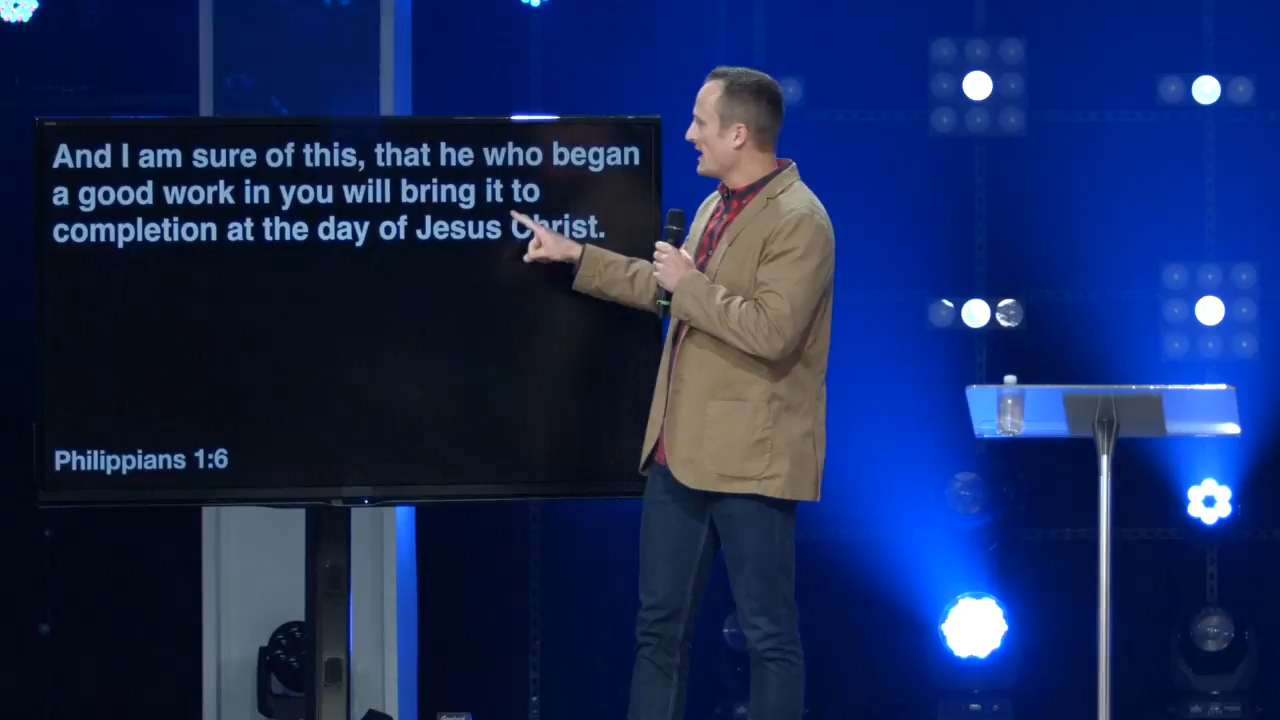 And I am sure of this, that he who began
a good work in you will bring it to
completion at the day of Jesus Christ.
Philippians 1:6